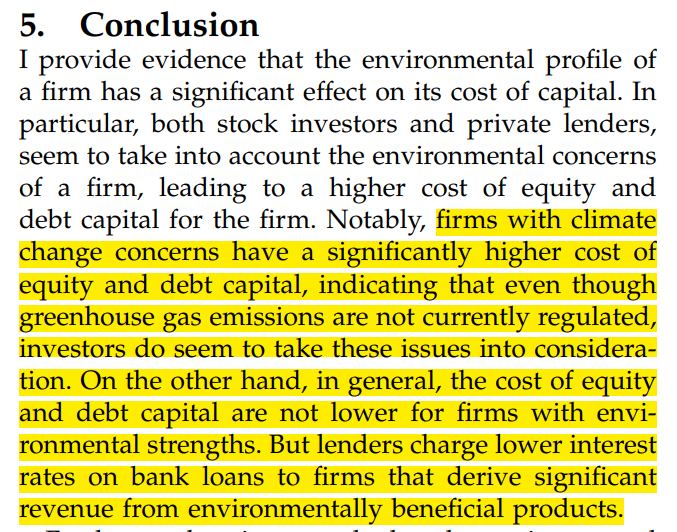 5. Conclusion
I provide evidence that the environmental profile of
a firm has a significant effect on its cost of capital. In
particular, both stock investors and private lenders,
seem to take into account the environmental concerns
of a firm, leading to a higher cost of equity and
debt capital for the firm. Notably, firms with climate
change concerns have a significantly higher cost of
equity and debt capital, indicating that even though
greenhouse gas emissions are not currently regulated,
investors do seem to take these issues into considera-
tion. On the other hand, in general, the cost of equity
and debt capital are not lower for firms with envi-
ronmental strengths. But lenders charge lower interest
rates on bank loans to firms that derive significant
revenue from environmentally beneficial products.